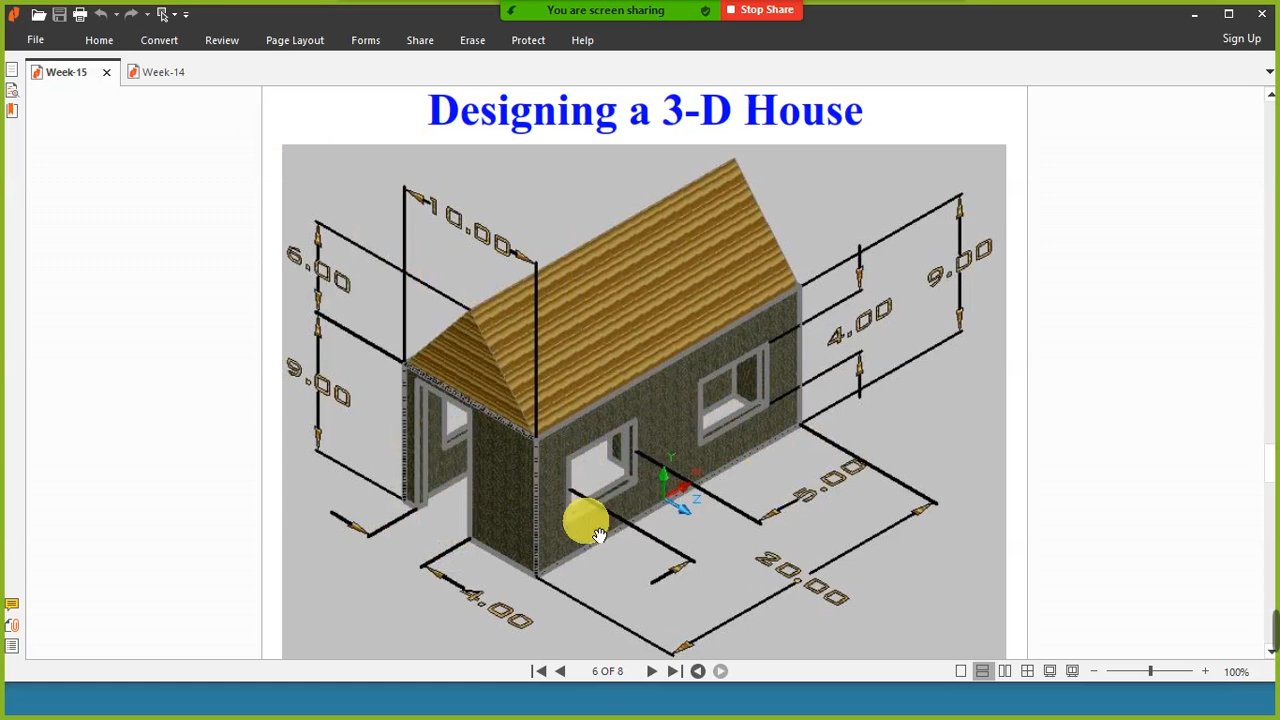 You are screen sharing
Stop Share
Sign Up
File Home Convert Review Page Layout Forms Share Erase Protect Help
Week-15
Week-14
Designing a 3-D House
10.00
6.00
9.00
9.00
4.00
5.00
20.00
4.00
Y
Z
6 OF 8
100%